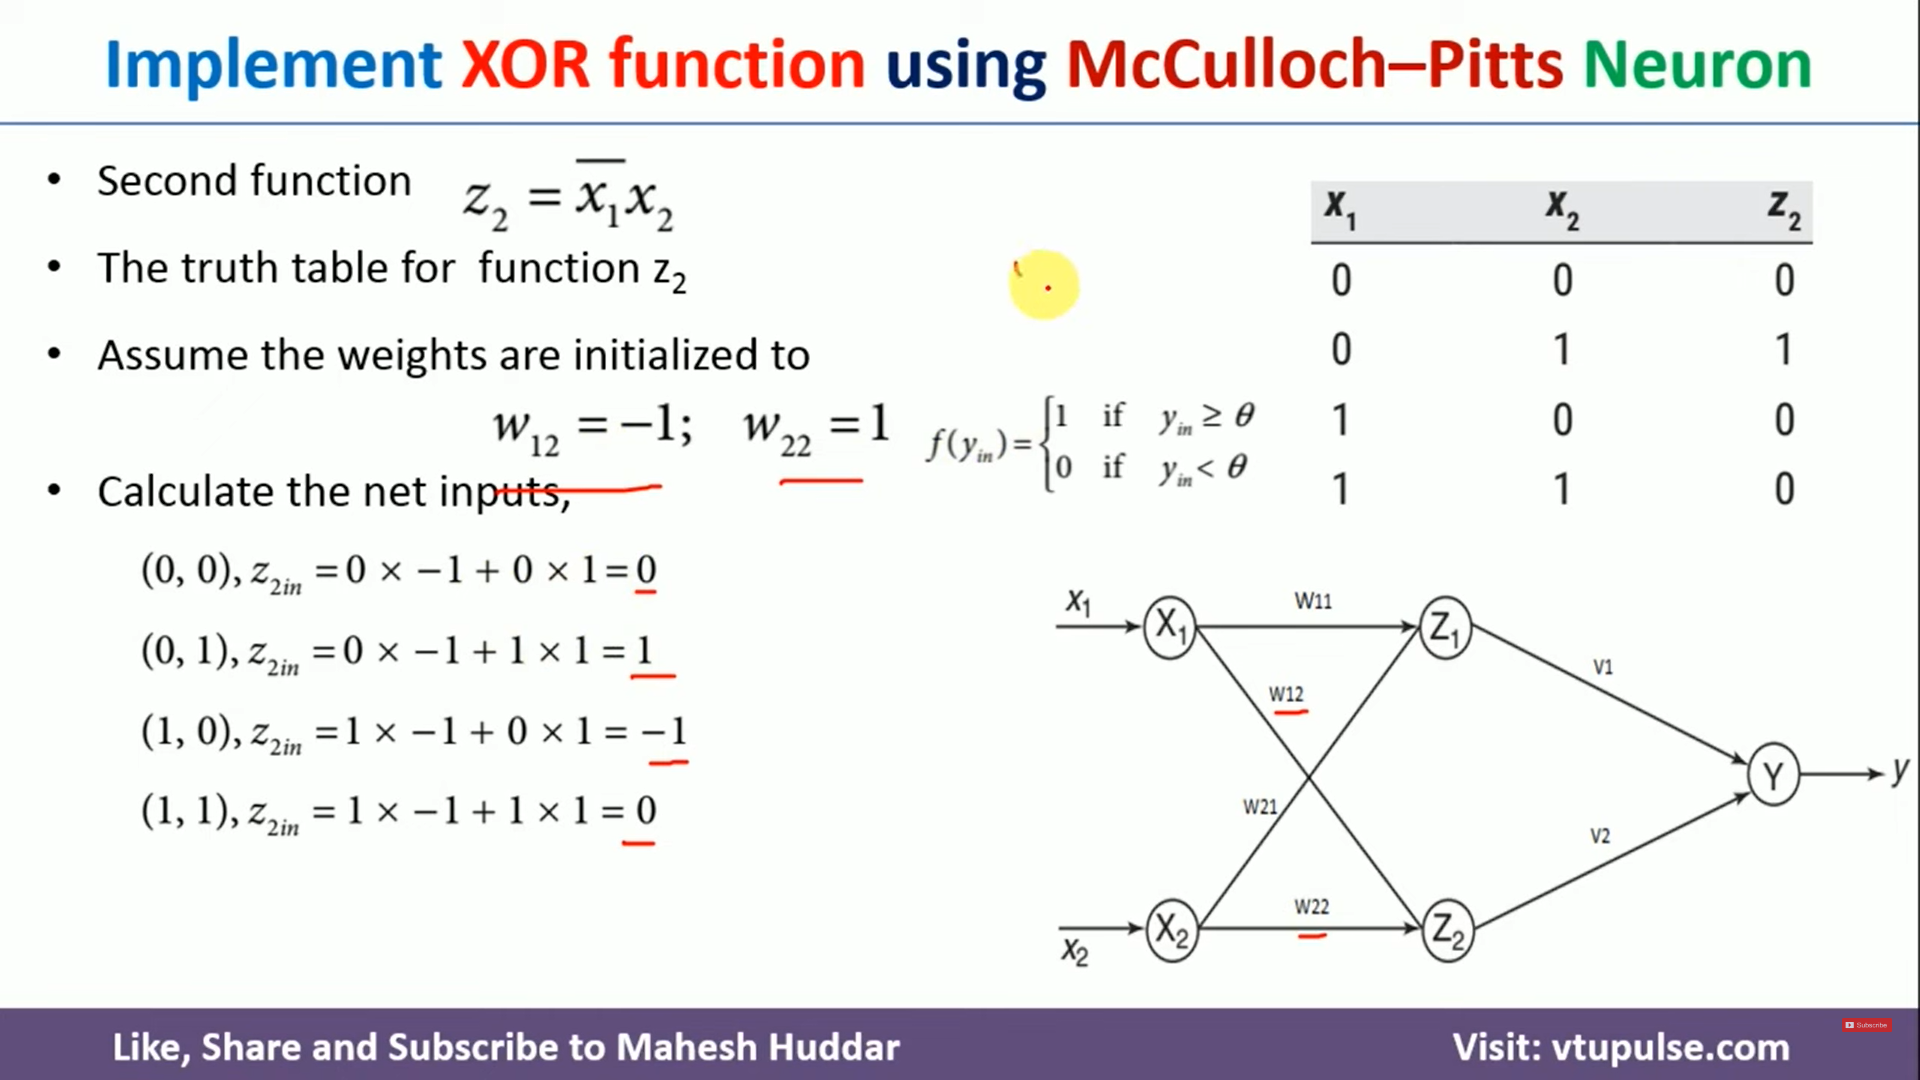 Implement XOR function using McCulloch–Pitts Neuron
• Second function z₂ = x̅₁x₂
• The truth table for function z₂
• Assume the weights are initialized to
w₁₂ = −1; w₂₂ = 1
f(yᵢₙ) = { 1 if yᵢₙ ≥ θ
0 if yᵢₙ < θ
• Calculate the net inputs,
(0, 0), z₂ᵢₙ = 0 × −1 + 0 × 1 = 0
(0, 1), z₂ᵢₙ = 0 × −1 + 1 × 1 = 1
(1, 0), z₂ᵢₙ = 1 × −1 + 0 × 1 = −1
(1, 1), z₂ᵢₙ = 1 × −1 + 1 × 1 = 0
x₁ x₂ z₂
0 0 0
0 1 1
1 0 0
1 1 0
x₁ X₁ W11 Z₁
V1
W12
Y y
W21
V2
W22
x₂ X₂ Z₂
Like, Share and Subscribe to Mahesh Huddar
Visit: vtupulse.com
Subscribe